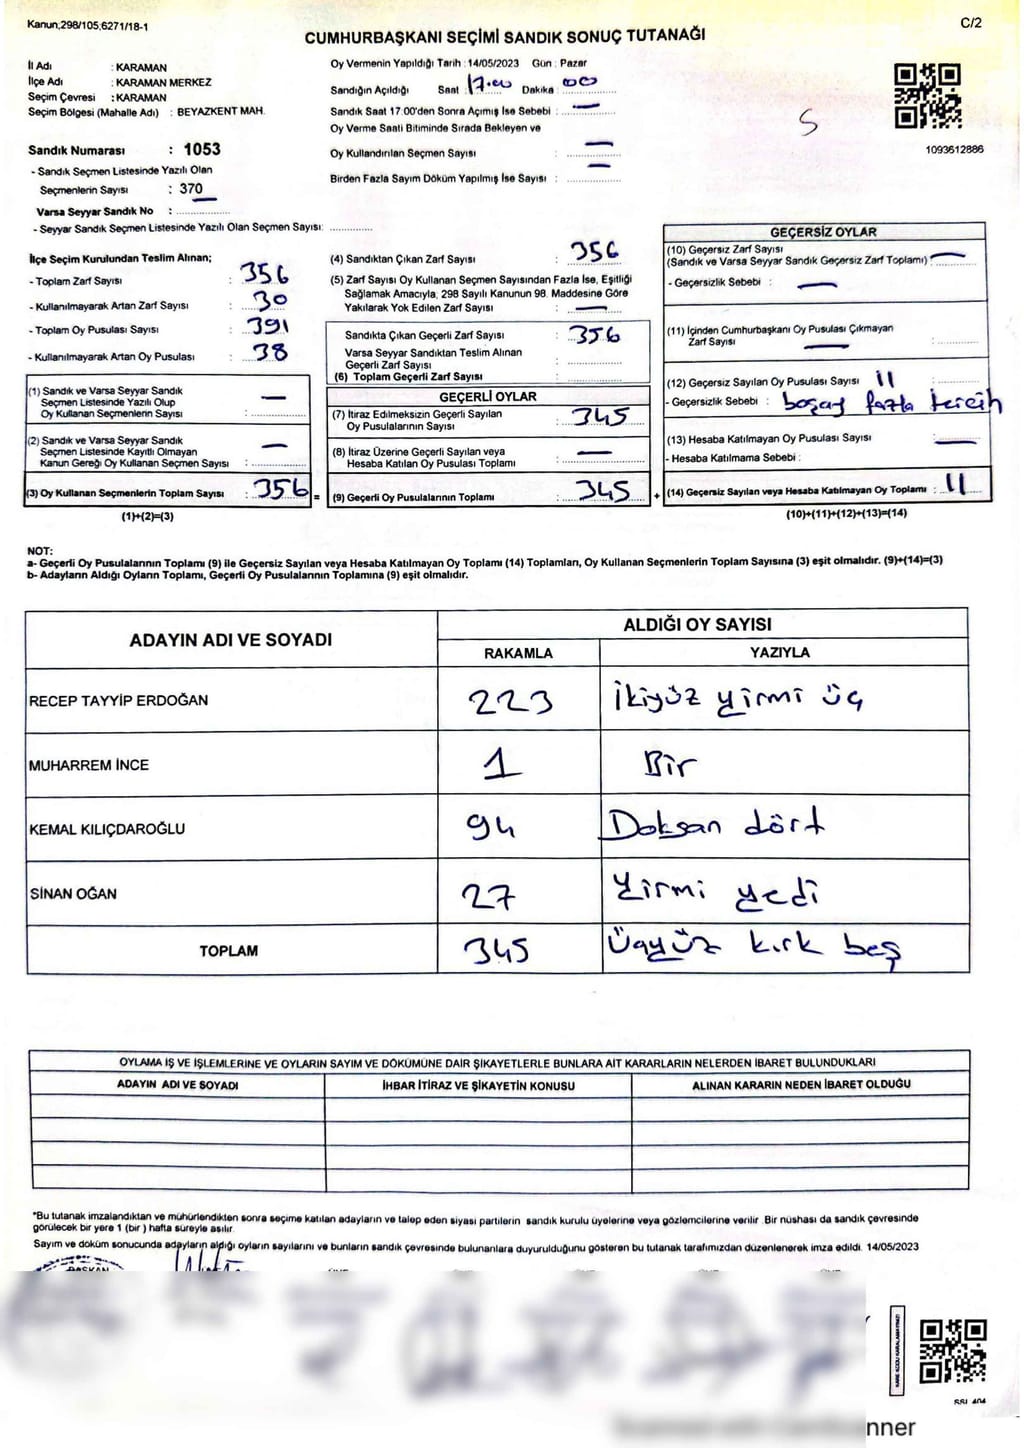 Kanun;298/105,6271/18-1
C/2
CUMHURBAŞKANI SEÇİMİ SANDIK SONUÇ TUTANAĞI
İl Adı : KARAMAN
İlçe Adı : KARAMAN MERKEZ
Seçim Çevresi : KARAMAN
Seçim Bölgesi (Mahalle Adı) : BEYAZKENT MAH.
Sandık Numarası : 1053
- Sandık Seçmen Listesinde Yazılı Olan
Seçmenlerin Sayısı : 370
Varsa Seyyar Sandık No : ..................
- Seyyar Sandık Seçmen Listesinde Yazılı Olan Seçmen Sayısı: ..............
Oy Vermenin Yapıldığı Tarih : 14/05/2023 Gün : Pazar
Sandığın Açıldığı Saat : 17.00 Dakika : 00
Sandık Saat 17:00'den Sonra Açımış İse Sebebi : —
Oy Verme Saati Bitiminde Sırada Bekleyen ve
Oy Kullandırılan Seçmen Sayısı : —
Birden Fazla Sayım Döküm Yapılmış İse Sayısı : —
S
1093612886
İlçe Seçim Kurulundan Teslim Alınan;
- Toplam Zarf Sayısı : 356
- Kullanılmayarak Artan Zarf Sayısı : 30
- Toplam Oy Pusulası Sayısı : 391
- Kullanılmayarak Artan Oy Pusulası : 38
(1) Sandık ve Varsa Seyyar Sandık
Seçmen Listesinde Yazılı Olup
Oy Kullanan Seçmenlerin Sayısı : —
(2) Sandık ve Varsa Seyyar Sandık
Seçmen Listesinde Kayıtlı Olmayan
Kanun Gereği Oy Kullanan Seçmen Sayısı : —
(3) Oy Kullanan Seçmenlerin Toplam Sayısı : 356 =
(1)+(2)=(3)
(4) Sandıktan Çıkan Zarf Sayısı : 356
(5) Zarf Sayısı Oy Kullanan Seçmen Sayısından Fazla İse, Eşitliği
Sağlamak Amacıyla, 298 Sayılı Kanunun 98. Maddesine Göre
Yakılarak Yok Edilen Zarf Sayısı : —
Sandıkta Çıkan Geçerli Zarf Sayısı : 356
Varsa Seyyar Sandıktan Teslim Alınan
Geçerli Zarf Sayısı :
(6) Toplam Geçerli Zarf Sayısı :
GEÇERLİ OYLAR
(7) İtiraz Edilmeksizin Geçerli Sayılan
Oy Pusulalarının Sayısı : 345
(8) İtiraz Üzerine Geçerli Sayılan veya
Hesaba Katılan Oy Pusulası Toplamı : —
(9) Geçerli Oy Pusulalarının Toplamı : 345 +
GEÇERSİZ OYLAR
(10) Geçersiz Zarf Sayısı
(Sandık ve Varsa Seyyar Sandık Geçersiz Zarf Toplamı) : —
- Geçersizlik Sebebi : —
(11) İçinden Cumhurbaşkanı Oy Pusulası Çıkmayan
Zarf Sayısı — :
(12) Geçersiz Sayılan Oy Pusulası Sayısı 11
- Geçersizlik Sebebi : fazla tercih
(13) Hesaba Katılmayan Oy Pusulası Sayısı : —
- Hesaba Katılmama Sebebi :
(14) Geçersiz Sayılan veya Hesaba Katılmayan Oy Toplamı : 11
(10)+(11)+(12)+(13)=(14)
NOT:
a- Geçerli Oy Pusulalarının Toplamı (9) ile Geçersiz Sayılan veya Hesaba Katılmayan Oy Toplamı (14) Toplamları, Oy Kullanan Seçmenlerin Toplam Sayısına (3) eşit olmalıdır. (9)+(14)=(3)
b- Adayların Aldığı Oyların Toplamı, Geçerli Oy Pusulalarının Toplamına (9) eşit olmalıdır.
ADAYIN ADI VE SOYADI
ALDIĞI OY SAYISI
RAKAMLA YAZIYLA
RECEP TAYYİP ERDOĞAN 223 İkiyüz yirmi üç
MUHARREM İNCE 1 Bir
KEMAL KILIÇDAROĞLU 94 Doksan dört
SİNAN OĞAN 27 Yirmi yedi
TOPLAM 345 Üçyüz kırk beş
OYLAMA İŞ VE İŞLEMLERİNE VE OYLARIN SAYIM VE DÖKÜMÜNE DAİR ŞİKAYETLERLE BUNLARA AİT KARARLARIN NELERDEN İBARET BULUNDUKLARI
ADAYIN ADI VE SOYADI İHBAR İTİRAZ VE ŞİKAYETİN KONUSU ALINAN KARARIN NEDEN İBARET OLDUĞU
*Bu tutanak imzalandıktan ve mühürlendikten sonra seçime katılan adayların ve talep eden siyasi partilerin sandık kurulu üyelerine veya gözlemcilerine verilir. Bir nüshası da sandık çevresinde
görülecek bir yere 1 (bir) hafta süreyle asılır.
Sayım ve döküm sonucunda adayların aldığı oyların sayılarını ve bunların sandık çevresinde bulunanlara duyurulduğunu gösteren bu tutanak tarafımızdan düzenlenerek imza edildi. 14/05/2023
BAŞKAN